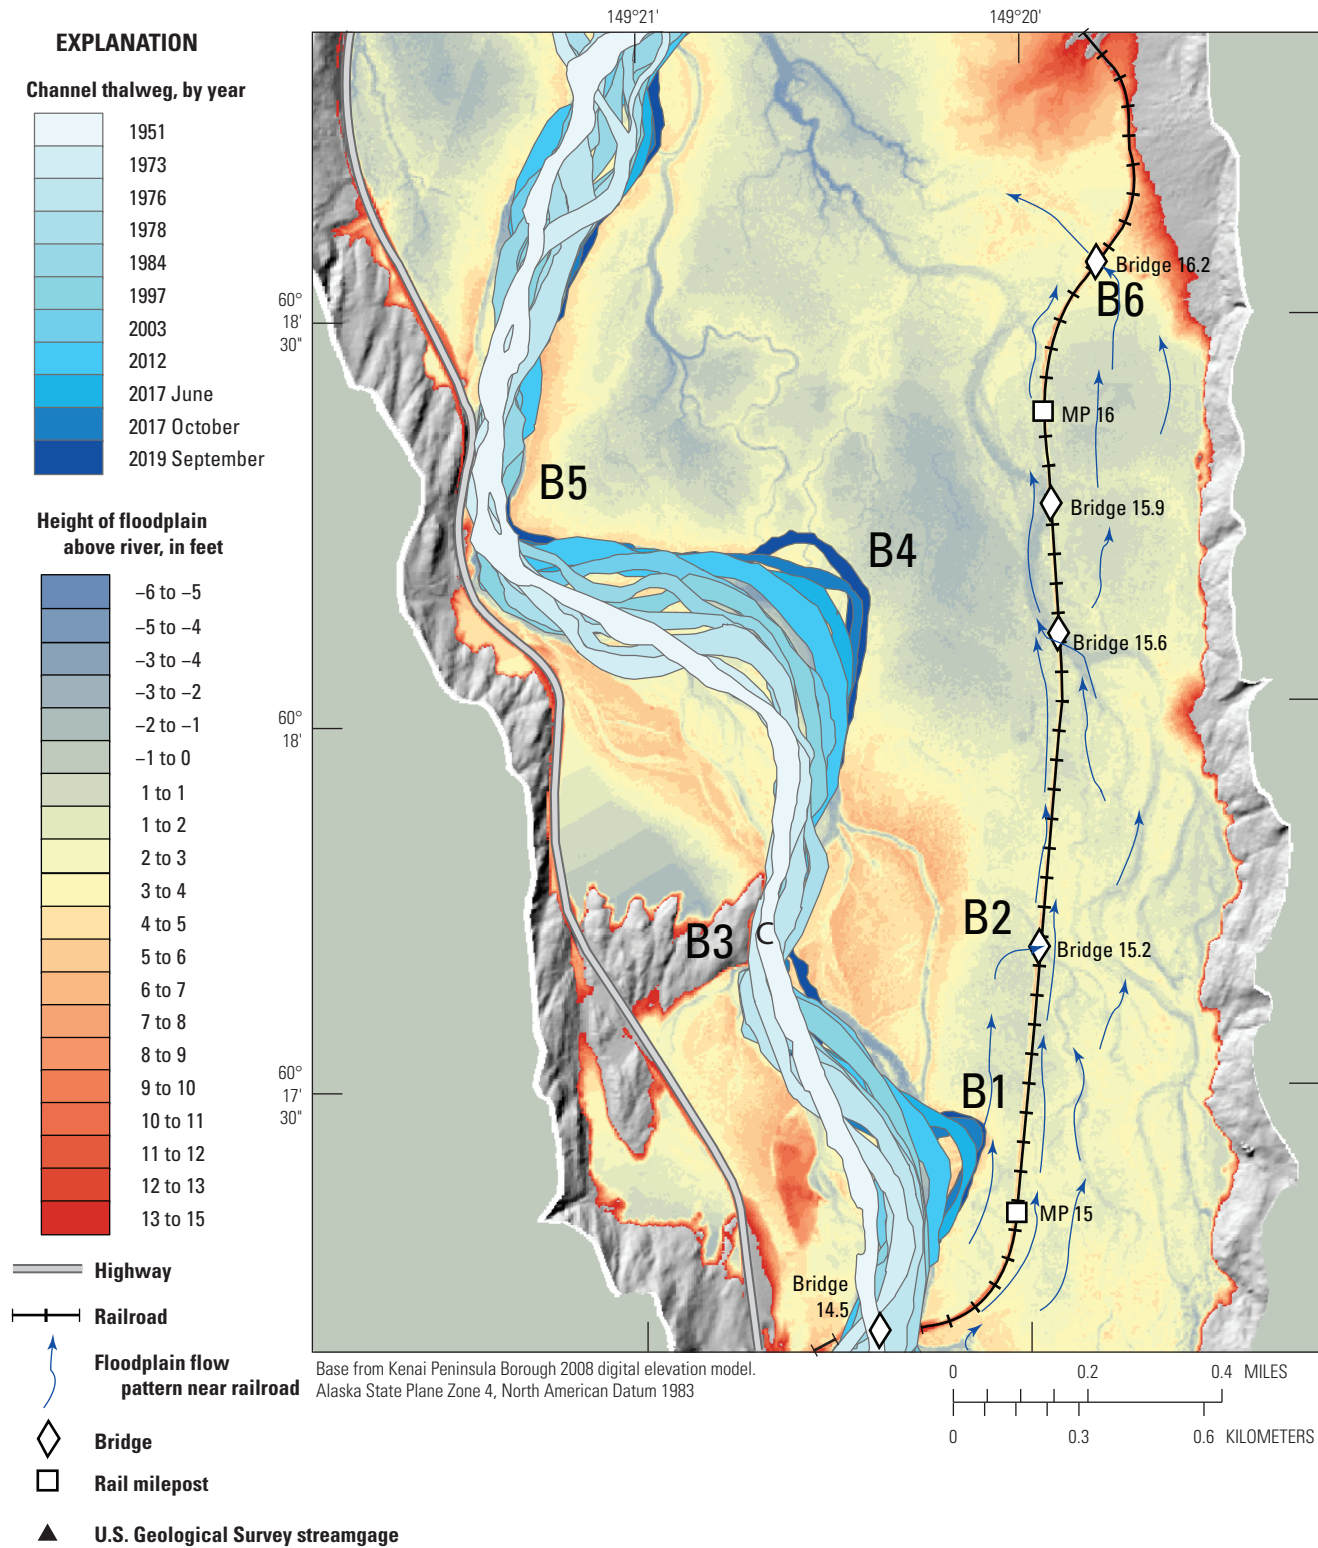 EXPLANATION
Channel thalweg, by year
1951
1973
1976
1978
1984
1997
2003
2012
2017 June
2017 October
2019 September
Height of floodplain
above river, in feet
−6 to −5
−5 to −4
−3 to −4
−3 to −2
−2 to −1
−1 to 0
1 to 1
1 to 2
2 to 3
3 to 4
4 to 5
5 to 6
6 to 7
7 to 8
8 to 9
9 to 10
10 to 11
11 to 12
12 to 13
13 to 15
Highway
Railroad
Floodplain flow
pattern near railroad
Bridge
Rail milepost
U.S. Geological Survey streamgage
149°21'
149°20'
60°
18'
30"
60°
18'
60°
17'
30"
Bridge 16.2
B6
MP 16
B5
Bridge 15.9
B4
Bridge 15.6
B2
B3
C
Bridge 15.2
B1
MP 15
Bridge
14.5
Base from Kenai Peninsula Borough 2008 digital elevation model.
Alaska State Plane Zone 4, North American Datum 1983
0 0.2 0.4 MILES
0 0.3 0.6 KILOMETERS